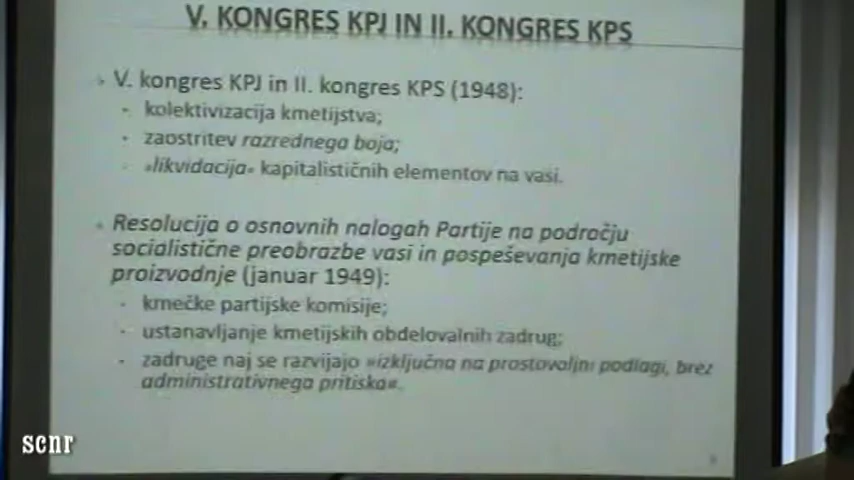 V. KONGRES KPJ IN II. KONGRES KPS
V. kongres KPJ in II. kongres KPS (1948):
- kolektivizacija kmetijstva;
- zaostritev razrednega boja;
- »likvidacija« kapitalističnih elementov na vasi.
Resolucija o osnovnih nalogah Partije na področju
socialistične preobrazbe vasi in pospeševanja kmetijske
proizvodnje (januar 1949):
- kmečke partijske komisije;
- ustanavljanje kmetijskih obdelovalnih zadrug;
- zadruge naj se razvijajo »izključno na prostovoljni podlagi, brez
administrativnega pritiska«.
scnr